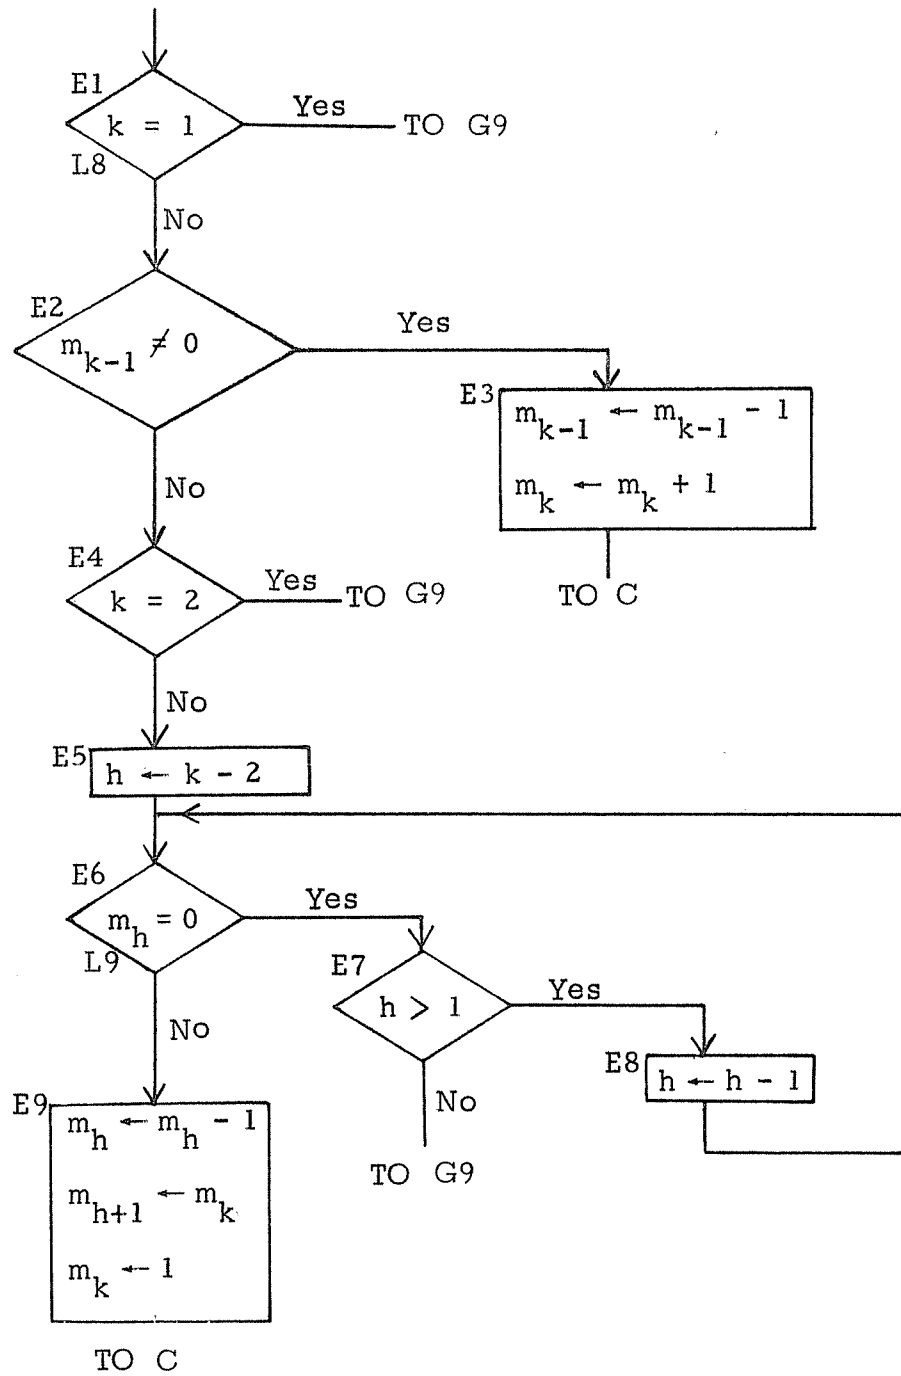 E1
k = 1
Yes
TO G9
L8
No
E2
m_{k-1} ≠ 0
Yes
E3
m_{k-1} ← m_{k-1} - 1
m_k ← m_k + 1
TO C
No
E4
k = 2
Yes
TO G9
No
E5
h ← k - 2
E6
m_h = 0
Yes
L9
E7
h > 1
Yes
No
E8
h ← h - 1
No
TO G9
E9
m_h ← m_h - 1
m_{h+1} ← m_k
m_k ← 1
TO C